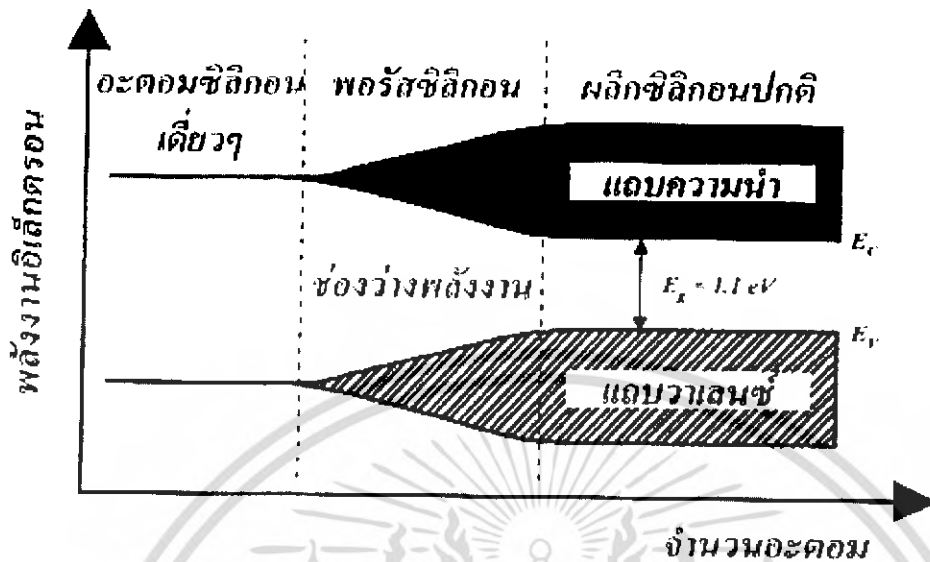 อะตอมซิลิกอน
เดี่ยวๆ
พอรัสซิลิกอน
ผลึกซิลิกอนปกติ
แถบความนำ
E_c
ช่องว่างพลังงาน
E_g = 1.1 eV
E_v
แถบวาเลนซ์
พลังงานอิเล็กตรอน
จำนวนอะตอม